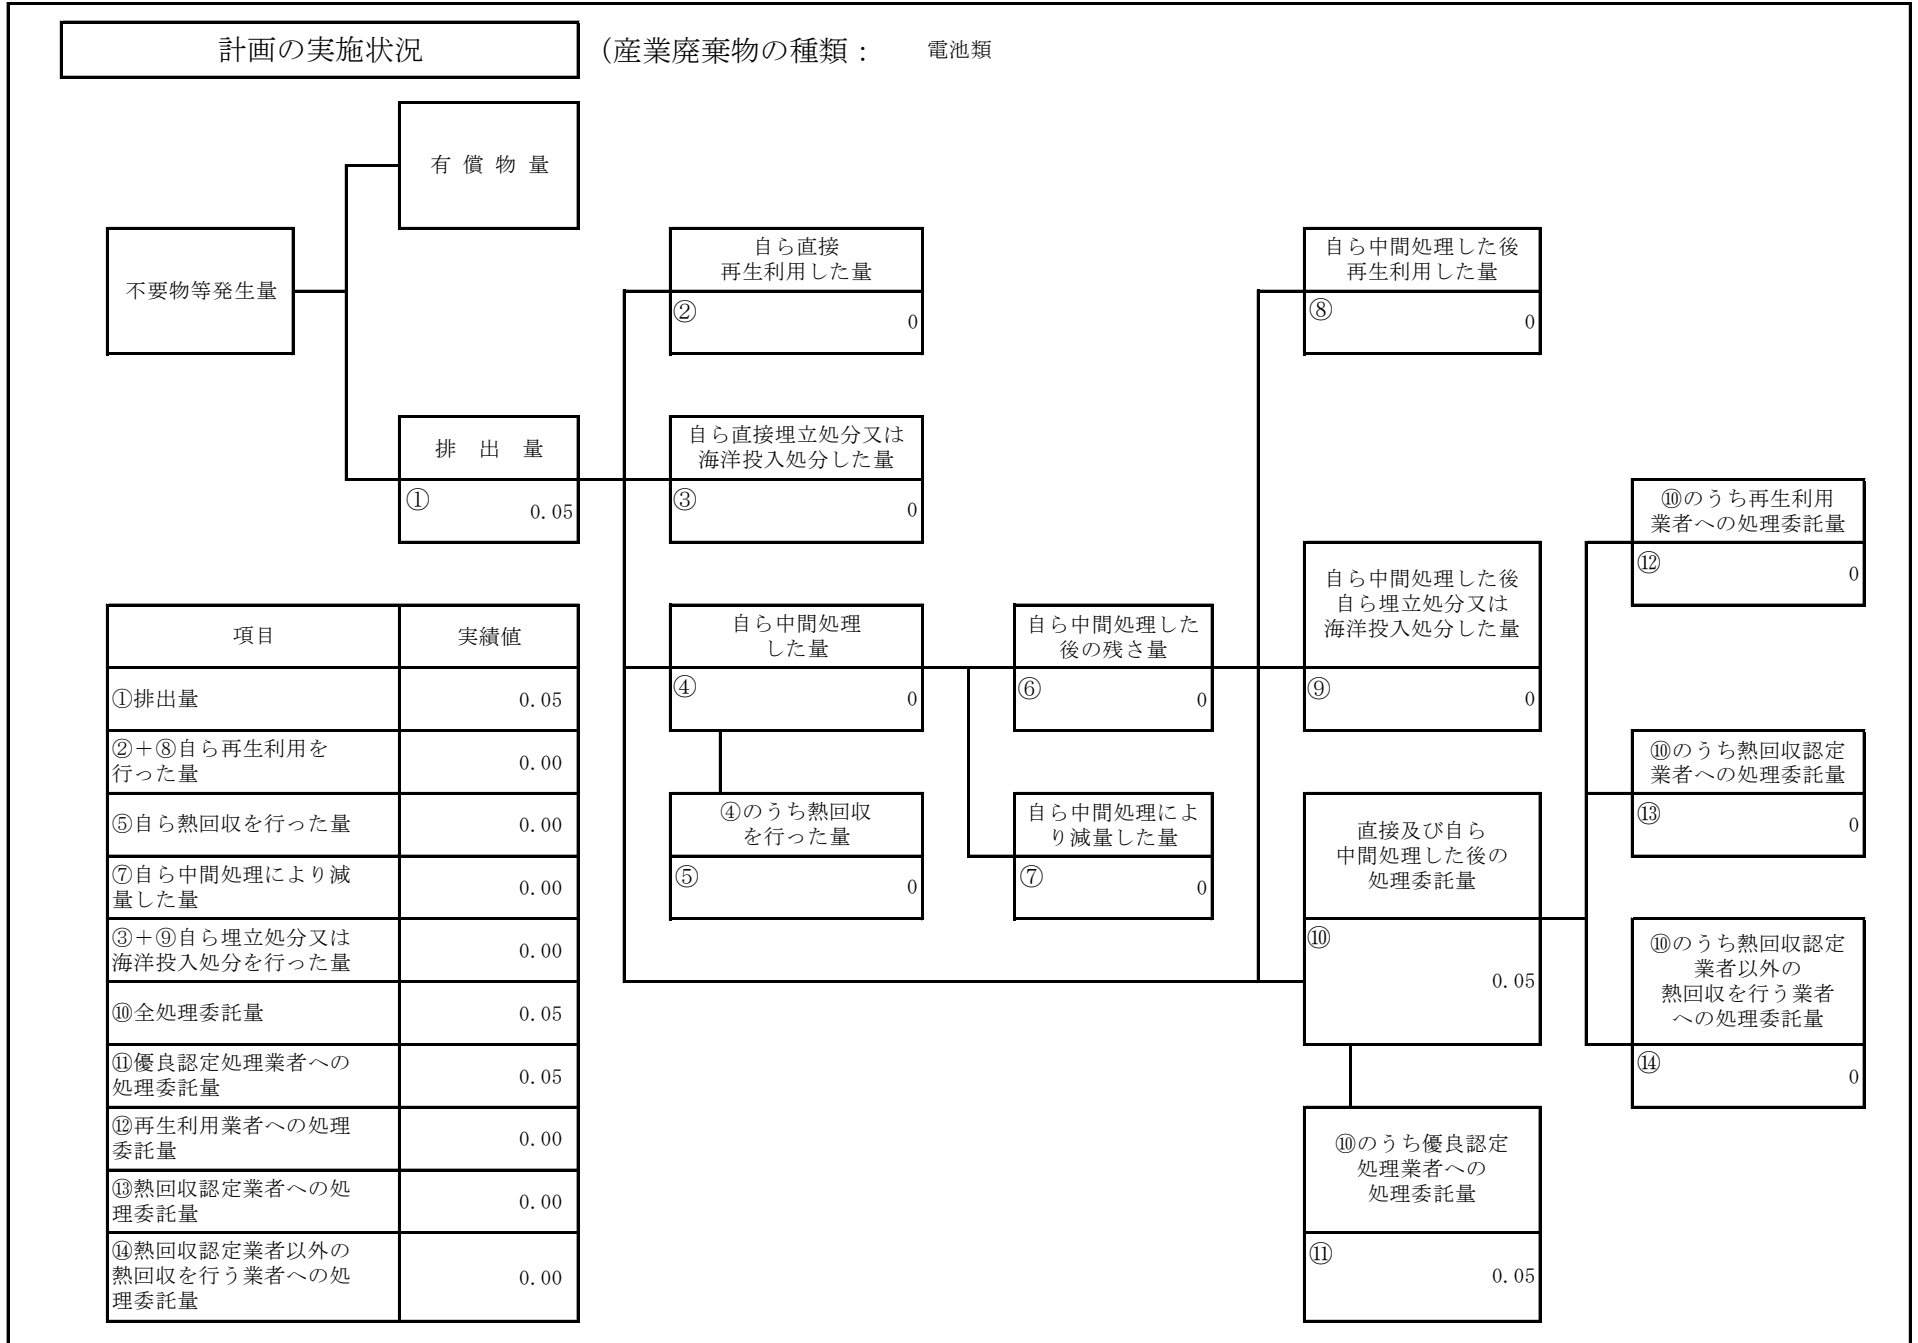 計画の実施状況
（産業廃棄物の種類： 電池類
有 償 物 量
不要物等発生量
自ら直接
再生利用した量
② 0
自ら中間処理した後
再生利用した量
⑧ 0
排 出 量
① 0.05
自ら直接埋立処分又は
海洋投入処分した量
③ 0
⑩のうち再生利用
業者への処理委託量
⑫ 0
自ら中間処理した後
自ら埋立処分又は
海洋投入処分した量
⑨ 0
自ら中間処理
した量
④ 0
自ら中間処理した
後の残さ量
⑥ 0
⑩のうち熱回収認定
業者への処理委託量
⑬ 0
④のうち熱回収
を行った量
⑤ 0
自ら中間処理によ
り減量した量
⑦ 0
直接及び自ら
中間処理した後の
処理委託量
⑩ 0.05
⑩のうち熱回収認定
業者以外の
熱回収を行う業者
への処理委託量
⑭ 0
⑩のうち優良認定
処理業者への
処理委託量
⑪ 0.05
項目 実績値
①排出量 0.05
②＋⑧自ら再生利用を
行った量 0.00
⑤自ら熱回収を行った量 0.00
⑦自ら中間処理により減
量した量 0.00
③＋⑨自ら埋立処分又は
海洋投入処分を行った量 0.00
⑩全処理委託量 0.05
⑪優良認定処理業者への
処理委託量 0.05
⑫再生利用業者への処理
委託量 0.00
⑬熱回収認定業者への処
理委託量 0.00
⑭熱回収認定業者以外の
熱回収を行う業者への処
理委託量 0.00